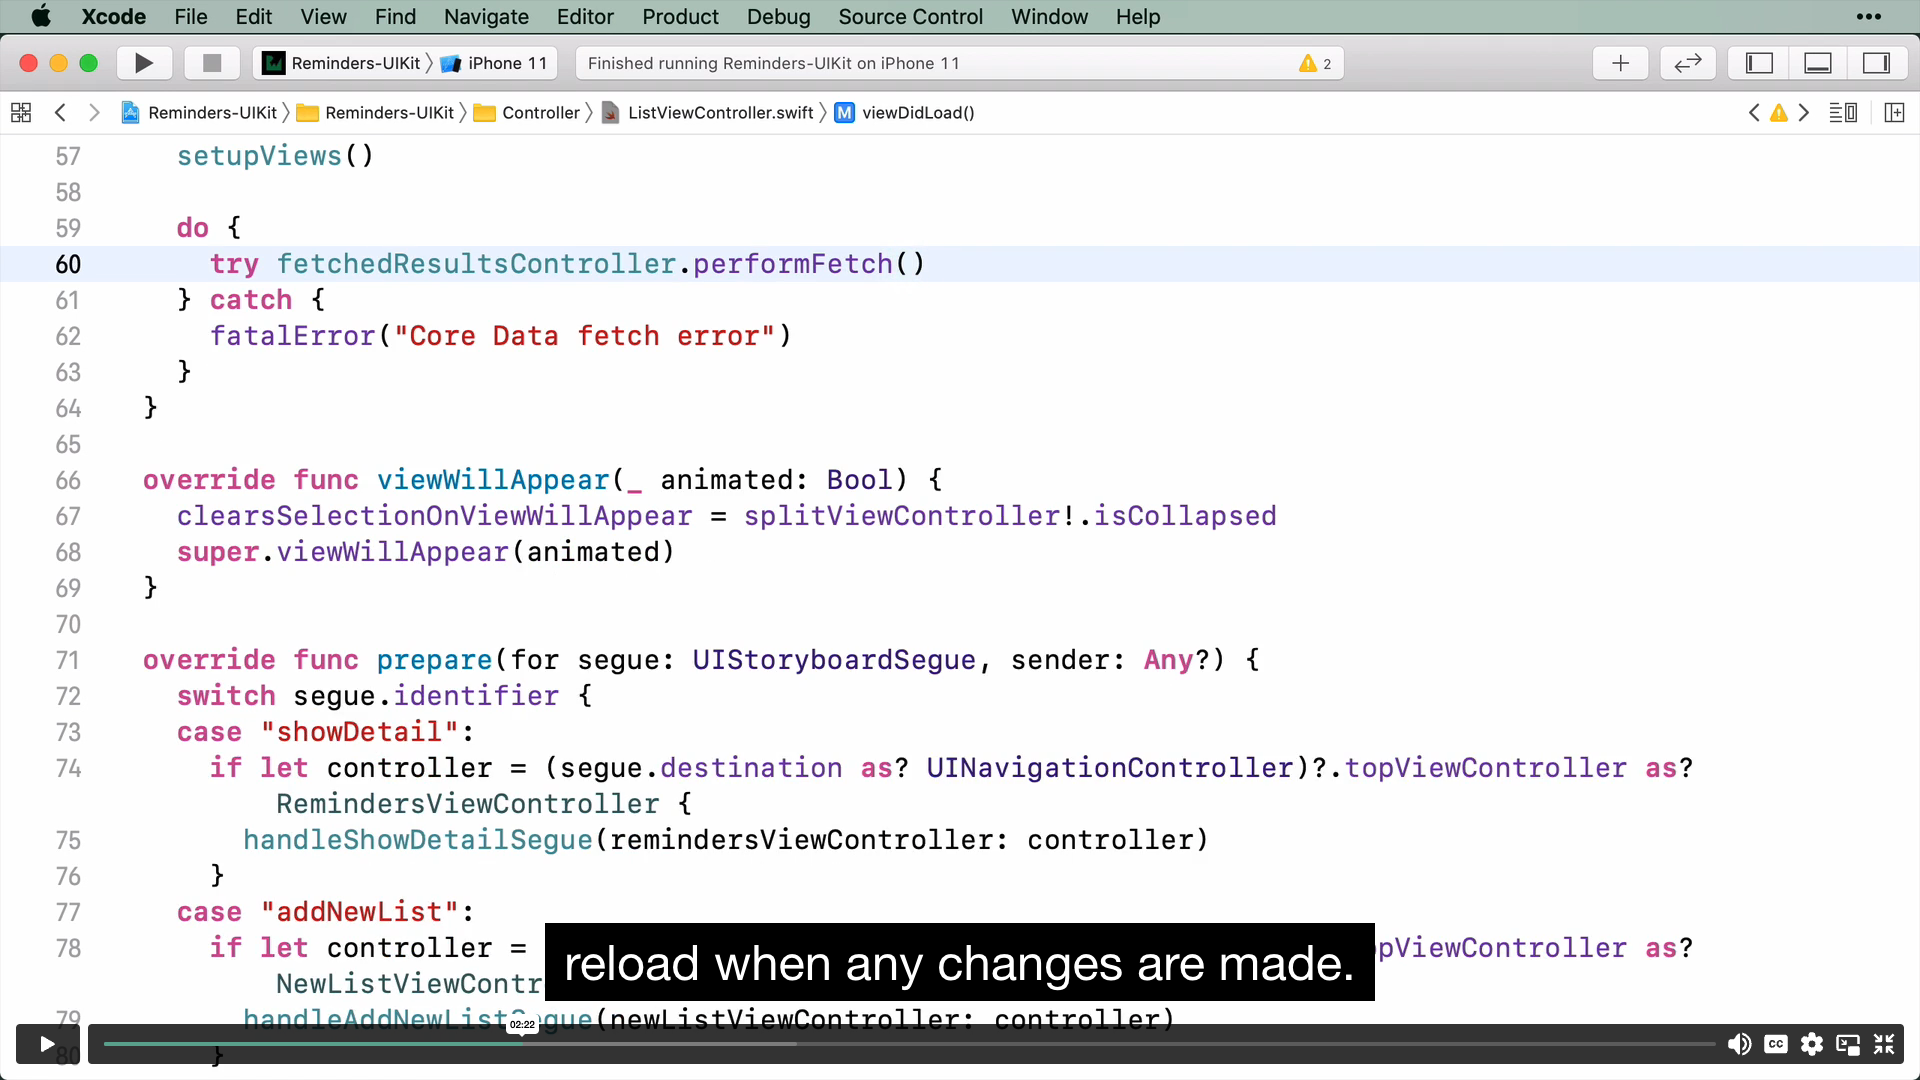 Xcode File Edit View Find Navigate Editor Product Debug Source Control Window Help
Reminders-UIKit iPhone 11 Finished running Reminders-UIKit on iPhone 11 2
Reminders-UIKit Reminders-UIKit Controller ListViewController.swift M viewDidLoad()
57 setupViews()
58
59 do {
60 try fetchedResultsController.performFetch()
61 } catch {
62 fatalError("Core Data fetch error")
63 }
64 }
65
66 override func viewWillAppear(_ animated: Bool) {
67 clearsSelectionOnViewWillAppear = splitViewController!.isCollapsed
68 super.viewWillAppear(animated)
69 }
70
71 override func prepare(for segue: UIStoryboardSegue, sender: Any?) {
72 switch segue.identifier {
73 case "showDetail":
74 if let controller = (segue.destination as? UINavigationController)?.topViewController as?
RemindersViewController {
75 handleShowDetailSegue(remindersViewController: controller)
76 }
77 case "addNewList":
78 if let controller = pViewController as?
NewListViewContr
reload when any changes are made.
79 handleAddNewListSegue(newListViewController: controller)
02:22
80 }
CC